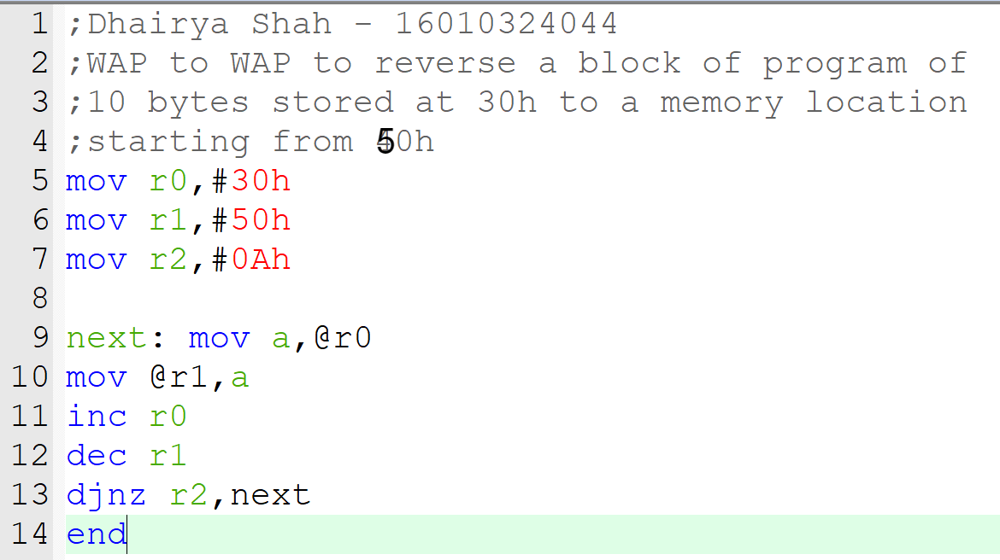 1 ;Dhairya Shah - 16010324044
2 ;WAP to WAP to reverse a block of program of
3 ;10 bytes stored at 30h to a memory location
4 ;starting from 50h
5 mov r0,#30h
6 mov r1,#50h
7 mov r2,#0Ah
8
9 next: mov a,@r0
10 mov @r1,a
11 inc r0
12 dec r1
13 djnz r2,next
14 end